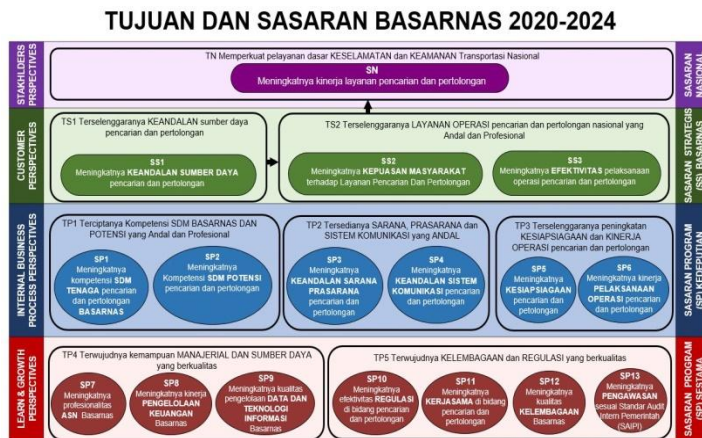 TUJUAN DAN SASARAN BASARNAS 2020-2024
STAKHLDERS
PRSPECTIVES
TN Memperkuat pelayanan dasar KESELAMATAN dan KEAMANAN Transportasi Nasional
SN
Meningkatnya kinerja layanan pencarian dan pertolongan
SASARAN
NASIONAL
CUSTOMER
PERSPECTIVES
TS1 Terselenggaranya KEANDALAN sumber daya
pencarian dan pertolongan
SS1
Meningkatnya KEANDALAN SUMBER DAYA
pencarian dan pertolongan
TS2 Terselenggaranya LAYANAN OPERASI pencarian dan pertolongan nasional yang
Andal dan Profesional
SS2
Meningkatnya KEPUASAN MASYARAKAT
terhadap Layanan Pencarian Dan Pertolongan
SS3
Meningkatnya EFEKTIVITAS pelaksanaan
operasi pencarian dan pertolongan
SASARAN STRATEGIS
(SS) BASARNAS
INTERNAL BUSINESS
PROCESS PERSPECTIVES
TP1 Terciptanya Kompetensi SDM BASARNAS DAN
POTENSI yang Andal dan Profesional
SP1
Meningkatnya
kompetensi SDM
TENAGA pencarian
dan pertolongan
BASARNAS
SP2
Meningkatnya
Kompetensi SDM POTENSI
pencarian dan pertolongan
TP2 Tersedianya SARANA, PRASARANA dan
SISTEM KOMUNIKASI yang ANDAL
SP3
Meningkatnya
KEANDALAN SARANA
PRASARANA
pencarian dan
pertolongan
SP4
Meningkatnya
KEANDALAN SISTEM
KOMUNIKASI pencarian
dan pertolongan
TP3 Terselenggaranya peningkatan
KESIAPSIAGAAN dan KINERJA
OPERASI pencarian dan pertolongan
SP5
Meningkatnya
KESIAPSIAGAAN
pencarian dan
petolongan
SP6
Meningkatnya kinerja
PELAKSANAAN
OPERASI pencarian
dan pertolongan
SASARAN PROGRAM
(SP) KEDEPUTIAN
LEARN & GROWTH
PERSPECTIVES
TP4 Terwujudnya kemampuan MANAJERIAL DAN SUMBER DAYA
yang berkualitas
SP7
Meningkatnya
profesionalitas
ASN Basarnas
SP8
Meningkatnya kinerja
PENGELOLAAN
KEUANGAN
Basarnas
SP9
Meningkatnya kualitas
pengelolaan DATA DAN
TEKNOLOGI
INFORMASI
Basarnas
TP5 Terwujudnya KELEMBAGAAN dan REGULASI yang berkualitas
SP10
Meningkatnya
efektivitas REGULASI
di bidang pencarian
dan pertolongan
SP11
Meningkatnya
KERJASAMA di bidang
pencarian dan
pertolongan
SP12
Meningkatnya
kualitas
KELEMBAGAAN
Basarnas
SP13
Meningkatnya
PENGAWASAN
sesuai Standar Audit
Intern Pemerintah
(SAIPI)
SASARAN PROGRAM
(SP) SESTAMA